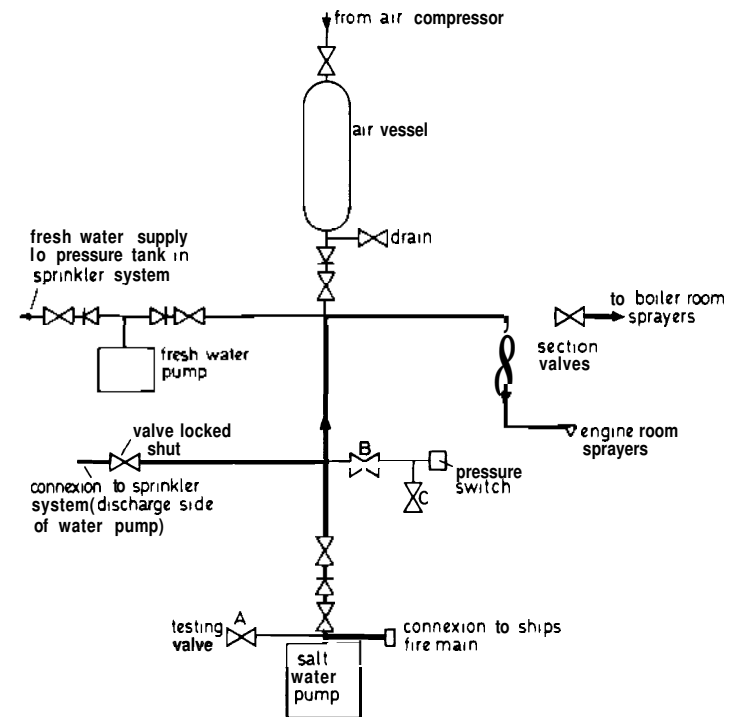 from air compressor
air vessel
drain
fresh water supply
lo pressure tank in
sprinkler system
to boiler room
sprayers
section
valves
fresh water
pump
engine room
sprayers
valve locked
shut
B
pressure
switch
C
connexion to sprinkler
system(discharge side
of water pump)
A
testing
valve
connexion to ships
fire main
salt
water
pump